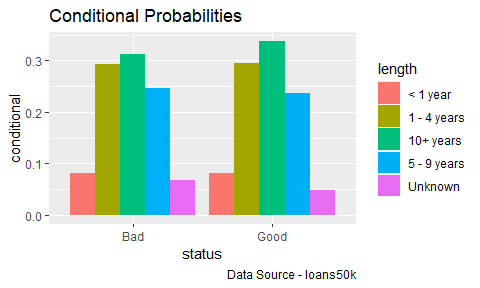 Conditional Probabilities
conditional
0.3
0.2
0.1
0.0
Bad
Good
status
length
< 1 year
1 - 4 years
10+ years
5 - 9 years
Unknown
Data Source - loans50k